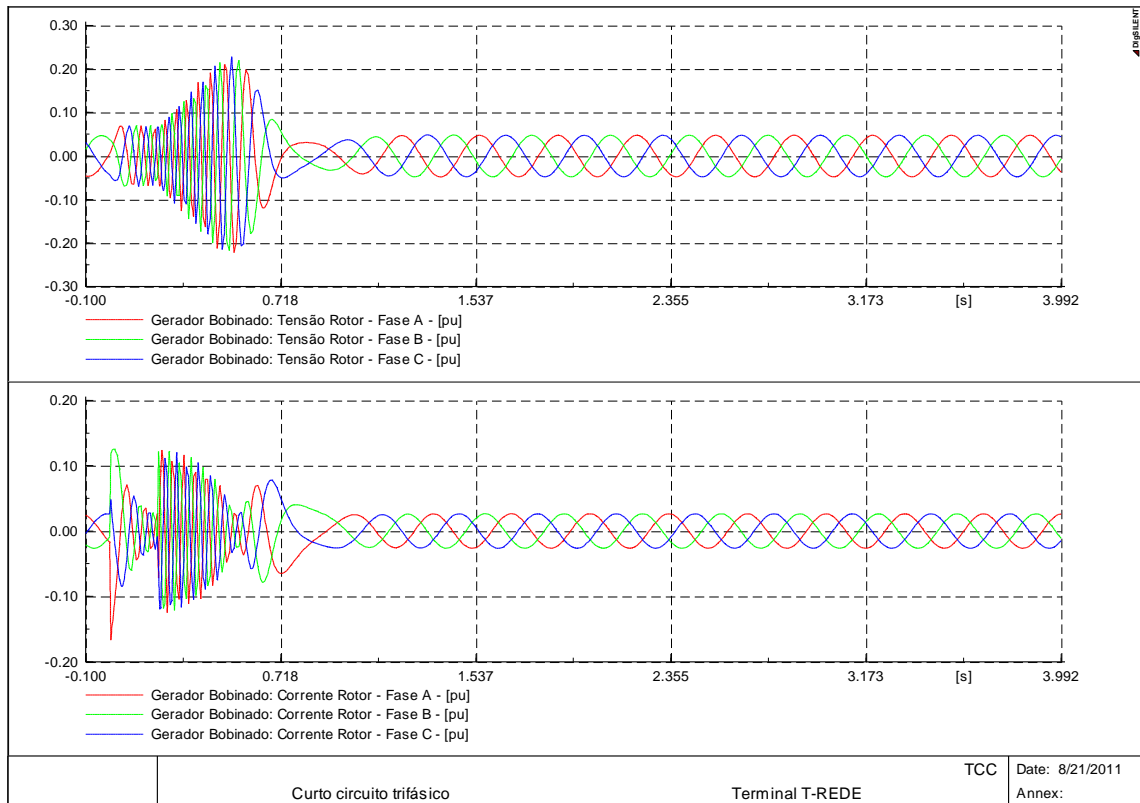 DIgSILENT
0.30
0.20
0.10
0.00
-0.10
-0.20
-0.30
-0.100 0.718 1.537 2.355 3.173 [s] 3.992
Gerador Bobinado: Tensão Rotor - Fase A - [pu]
Gerador Bobinado: Tensão Rotor - Fase B - [pu]
Gerador Bobinado: Tensão Rotor - Fase C - [pu]
0.20
0.10
0.00
-0.10
-0.20
-0.100 0.718 1.537 2.355 3.173 [s] 3.992
Gerador Bobinado: Corrente Rotor - Fase A - [pu]
Gerador Bobinado: Corrente Rotor - Fase B - [pu]
Gerador Bobinado: Corrente Rotor - Fase C - [pu]
TCC
Date: 8/21/2011
Curto circuito trifásico
Terminal T-REDE
Annex: